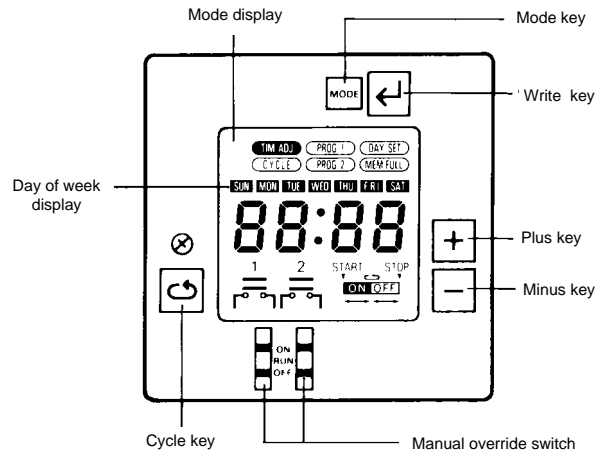 Mode display
Mode key
MODE
Write key
TIM ADJ PROG 1 DAY SET
CYCLE PROG 2 MEM FULL
Day of week
display
SUN MON TUE WED THU FRI SAT
88:88
Plus key
1 2 START STOP
ON OFF
Minus key
ON
RUN
OFF
Cycle key
Manual override switch